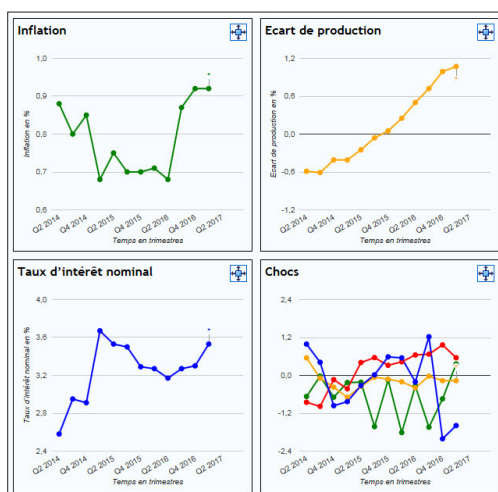 Inflation
1,0
0,9
0,8
0,7
0,6
Inflation en %
Q2 2014
Q4 2014
Q2 2015
Q4 2015
Q2 2016
Q4 2016
Q2 2017
Temps en trimestres
Ecart de production
1,2
0,6
0,0
-0,6
-1,2
Ecart de production en %
Q2 2014
Q4 2014
Q2 2015
Q4 2015
Q2 2016
Q4 2016
Q2 2017
Temps en trimestres
Taux d'intérêt nominal
4,0
3,6
3,2
2,8
2,4
Taux d'intérêt nominal en %
Q2 2014
Q4 2014
Q2 2015
Q4 2015
Q2 2016
Q4 2016
Q2 2017
Temps en trimestres
Chocs
2,4
1,2
0,0
-1,2
-2,4
Q2 2014
Q4 2014
Q2 2015
Q4 2015
Q2 2016
Q4 2016
Q2 2017
Temps en trimestres